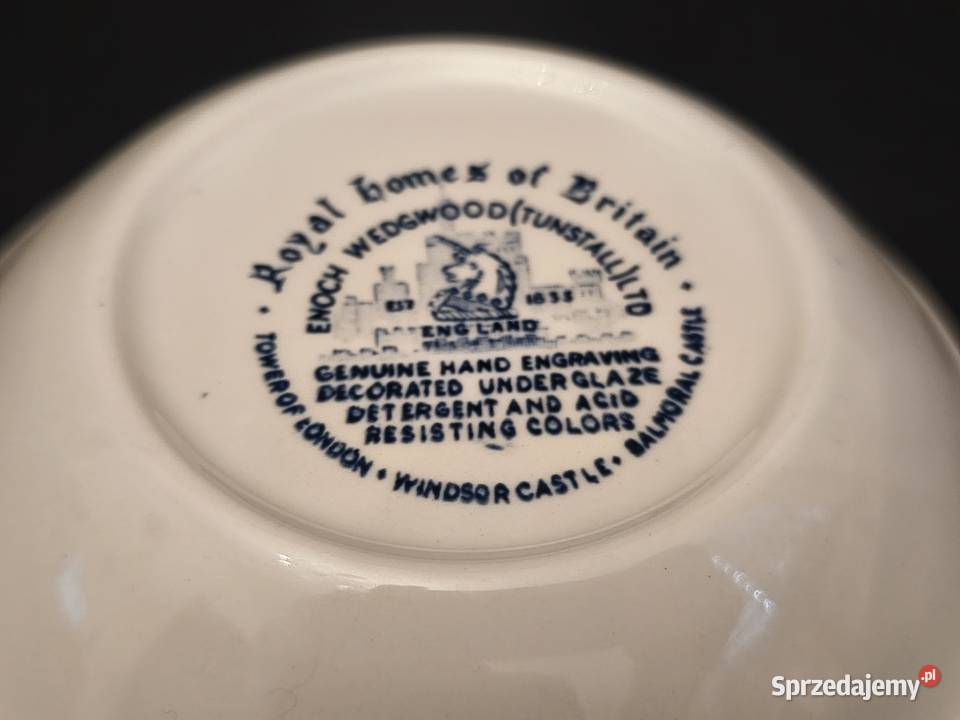 Royal Homes of Britain
ENOCH WEDGWOOD (TUNSTALL) LTD
EST 1835
ENGLAND
GENUINE HAND ENGRAVING
DECORATED UNDERGLAZE
DETERGENT AND ACID
RESISTING COLORS
TOWER OF LONDON • WINDSOR CASTLE • BALMORAL CASTLE
Sprzedajemy.pl